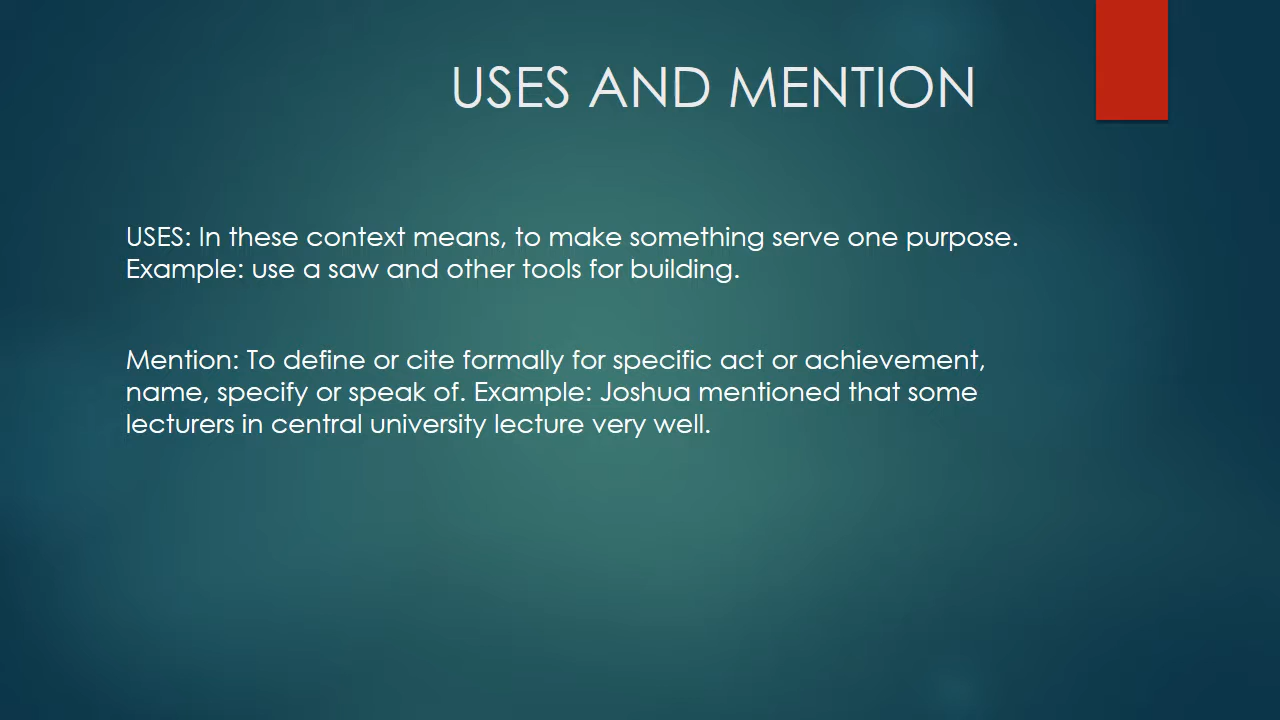 USES AND MENTION
USES: In these context means, to make something serve one purpose.
Example: use a saw and other tools for building.
Mention: To define or cite formally for specific act or achievement,
name, specify or speak of. Example: Joshua mentioned that some
lecturers in central university lecture very well.